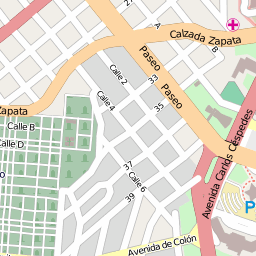 Calzada Zapata
Paseo
Calle 2
33
Paseo
Calle 4
35
Zapata
Calle B
Calle D
37
Calle 6
39
Avenida Carlos Céspedes
P
Avenida de Colón